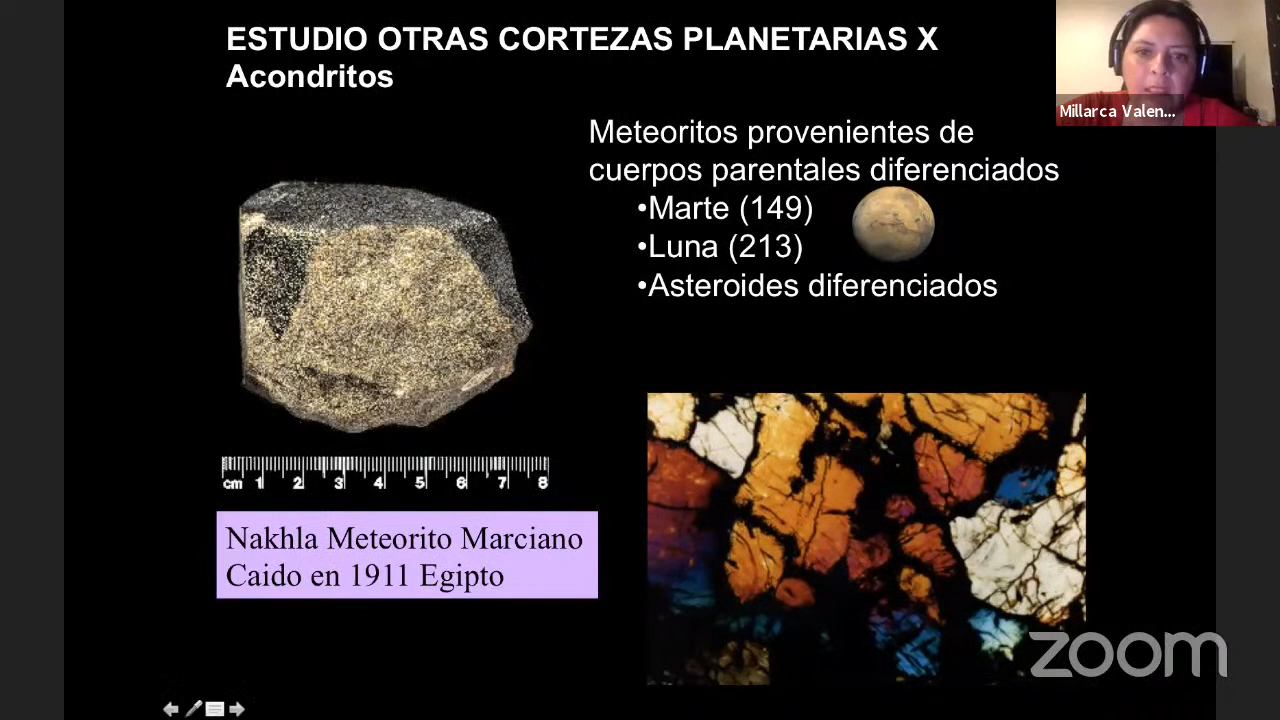 ESTUDIO OTRAS CORTEZAS PLANETARIAS X
Acondritos
Millarca Valen...
Meteoritos provenientes de
cuerpos parentales diferenciados
•Marte (149)
•Luna (213)
•Asteroides diferenciados
cm 1 2 3 4 5 6 7 8
Nakhla Meteorito Marciano
Caido en 1911 Egipto
zoom